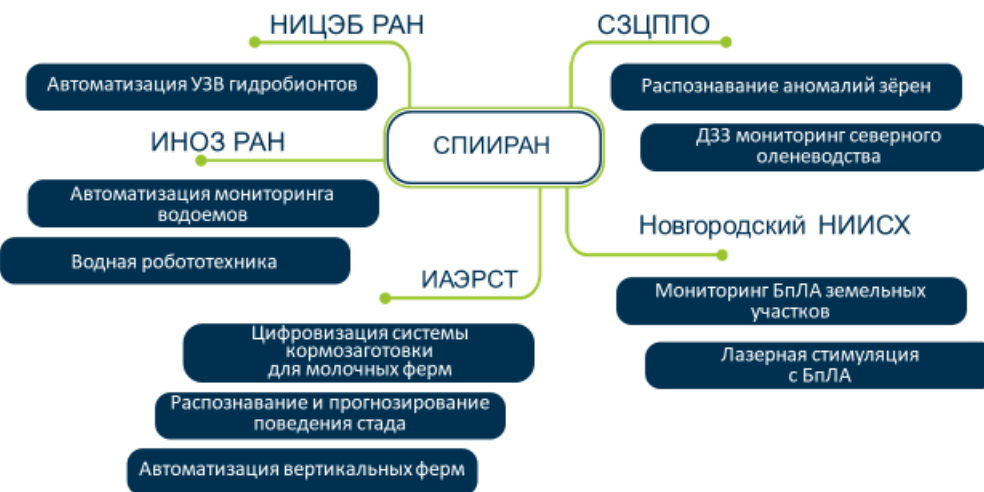 НИЦЭБ РАН
Автоматизация УЗВ гидробионтов
ИНОЗ РАН
Автоматизация мониторинга
водоемов
Водная робототехника
СПИИРАН
СЗЦППО
Распознавание аномалий зёрен
ДЗЗ мониторинг северного
оленеводства
Новгородский НИИСХ
Мониторинг БпЛА земельных
участков
Лазерная стимуляция
с БпЛА
ИАЭРСТ
Цифровизация системы
кормозаготовки
для молочных ферм
Распознавание и прогнозирование
поведения стада
Автоматизация вертикальных ферм